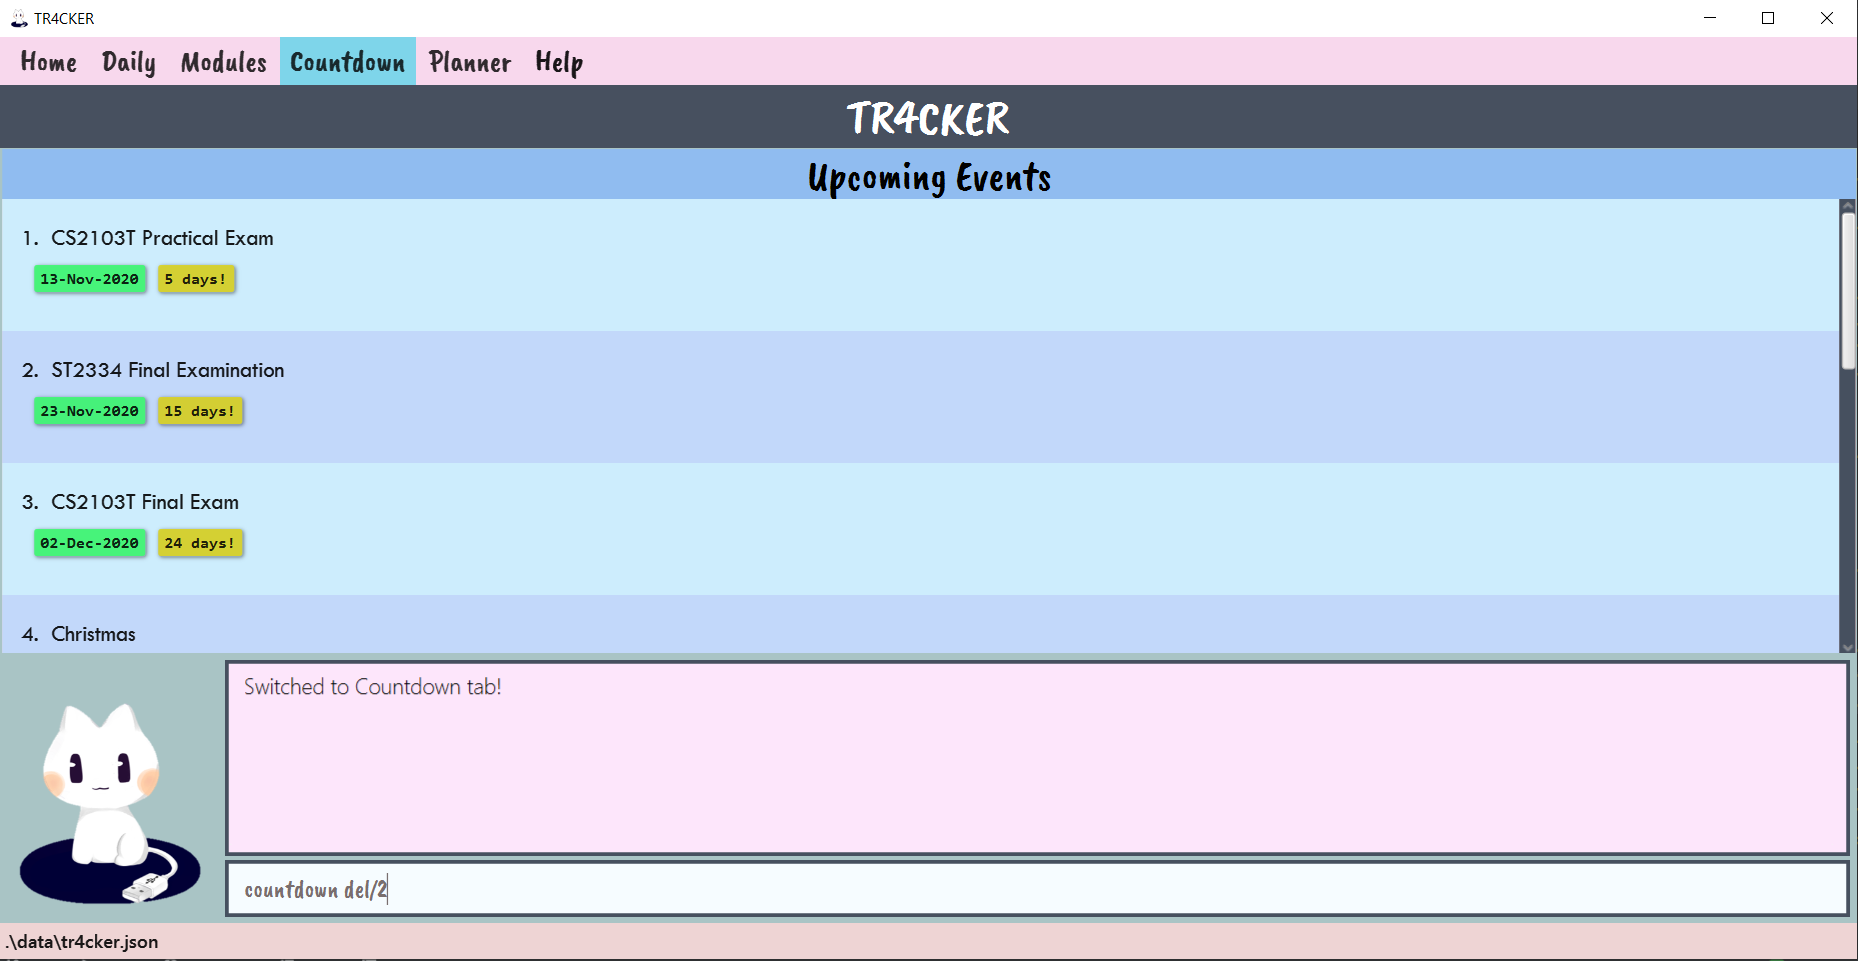 TR4CKER
Home Daily Modules Countdown Planner Help
TR4CKER
Upcoming Events
1. CS2103T Practical Exam
13-Nov-2020 5 days!
2. ST2334 Final Examination
23-Nov-2020 15 days!
3. CS2103T Final Exam
02-Dec-2020 24 days!
4. Christmas
Switched to Countdown tab!
countdown del/2
.\data\tr4cker.json